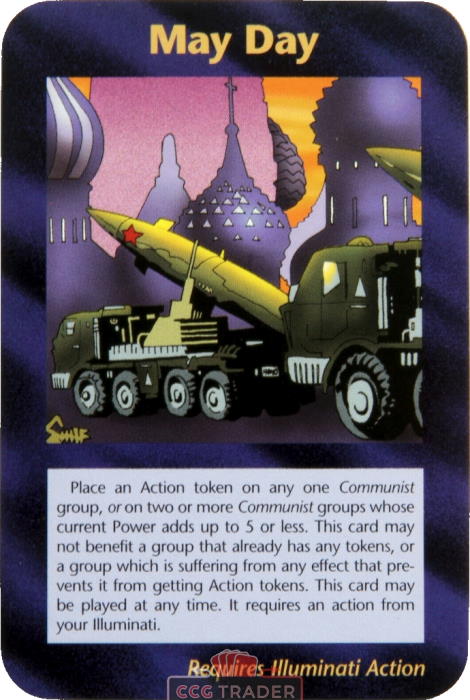 May Day
Place an Action token on any one Communist
group, or on two or more Communist groups whose
current Power adds up to 5 or less. This card may
not benefit a group that already has any tokens, or
a group which is suffering from any effect that pre-
vents it from getting Action tokens. This card may
be played at any time. It requires an action from
your Illuminati.
Requires Illuminati Action
CCG TRADER